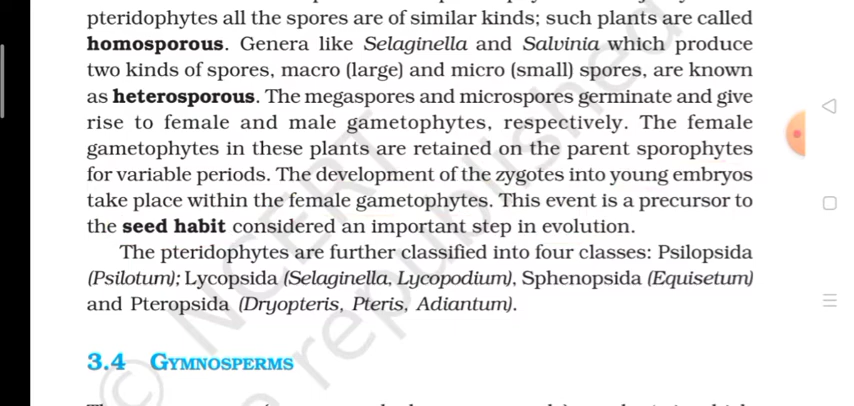 pteridophytes all the spores are of similar kinds; such plants are called
homosporous. Genera like Selaginella and Salvinia which produce
two kinds of spores, macro (large) and micro (small) spores, are known
as heterosporous. The megaspores and microspores germinate and give
rise to female and male gametophytes, respectively. The female
gametophytes in these plants are retained on the parent sporophytes
for variable periods. The development of the zygotes into young embryos
take place within the female gametophytes. This event is a precursor to
the seed habit considered an important step in evolution.
The pteridophytes are further classified into four classes: Psilopsida
(Psilotum); Lycopsida (Selaginella, Lycopodium), Sphenopsida (Equisetum)
and Pteropsida (Dryopteris, Pteris, Adiantum).
3.4 GYMNOSPERMS
© NCERT
be republished